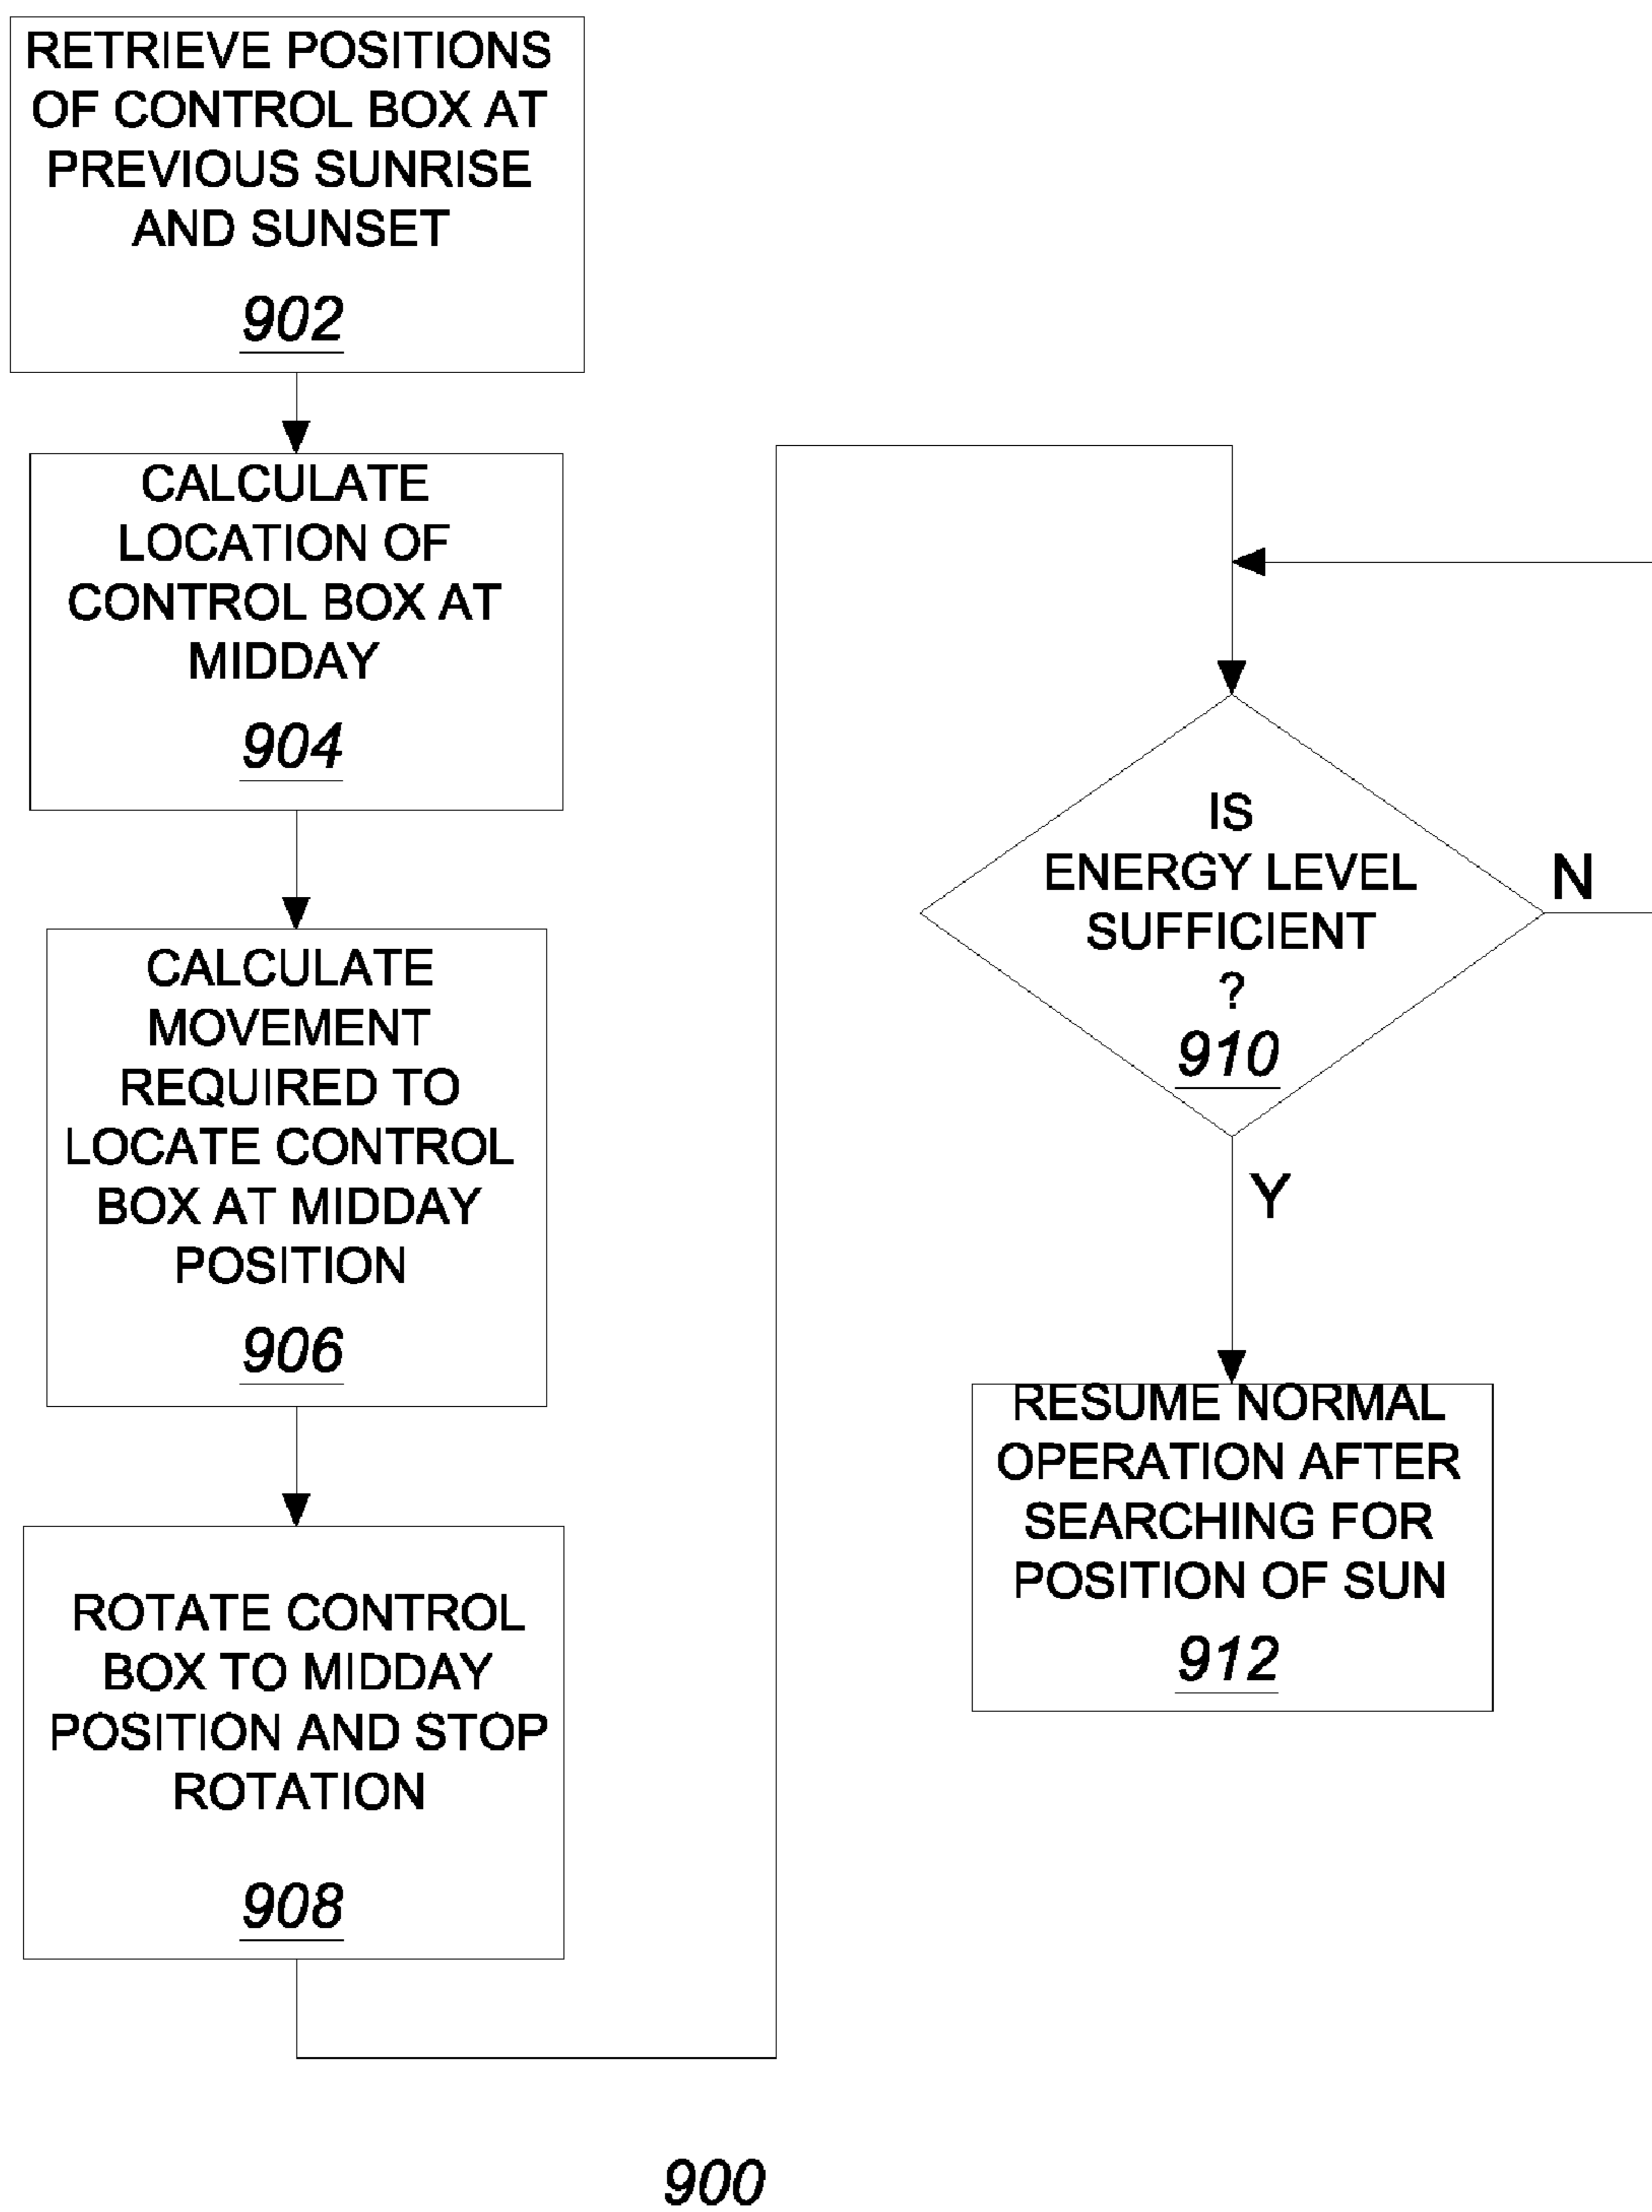 RETRIEVE POSITIONS
OF CONTROL BOX AT
PREVIOUS SUNRISE
AND SUNSET
902
CALCULATE
LOCATION OF
CONTROL BOX AT
MIDDAY
904
CALCULATE
MOVEMENT
REQUIRED TO
LOCATE CONTROL
BOX AT MIDDAY
POSITION
906
ROTATE CONTROL
BOX TO MIDDAY
POSITION AND STOP
ROTATION
908
IS
ENERGY LEVEL
SUFFICIENT
?
910
N
Y
RESUME NORMAL
OPERATION AFTER
SEARCHING FOR
POSITION OF SUN
912
900